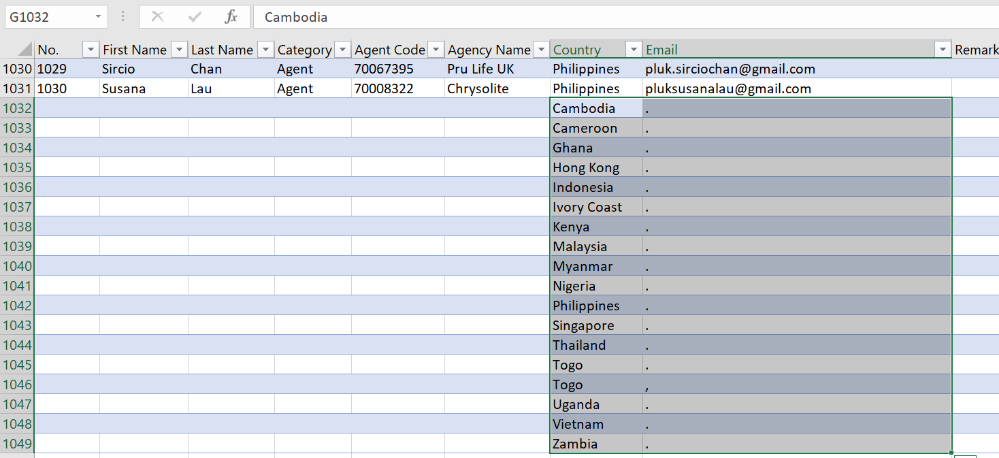 G1032 fx Cambodia
No. First Name Last Name Category Agent Code Agency Name Country Email Remark
1030 1029 Sircio Chan Agent 70067395 Pru Life UK Philippines pluk.sirciochan@gmail.com
1031 1030 Susana Lau Agent 70008322 Chrysolite Philippines pluksusanalau@gmail.com
1032 Cambodia .
1033 Cameroon .
1034 Ghana .
1035 Hong Kong .
1036 Indonesia .
1037 Ivory Coast .
1038 Kenya .
1039 Malaysia .
1040 Myanmar .
1041 Nigeria .
1042 Philippines .
1043 Singapore .
1044 Thailand .
1045 Togo .
1046 Togo ,
1047 Uganda .
1048 Vietnam .
1049 Zambia .